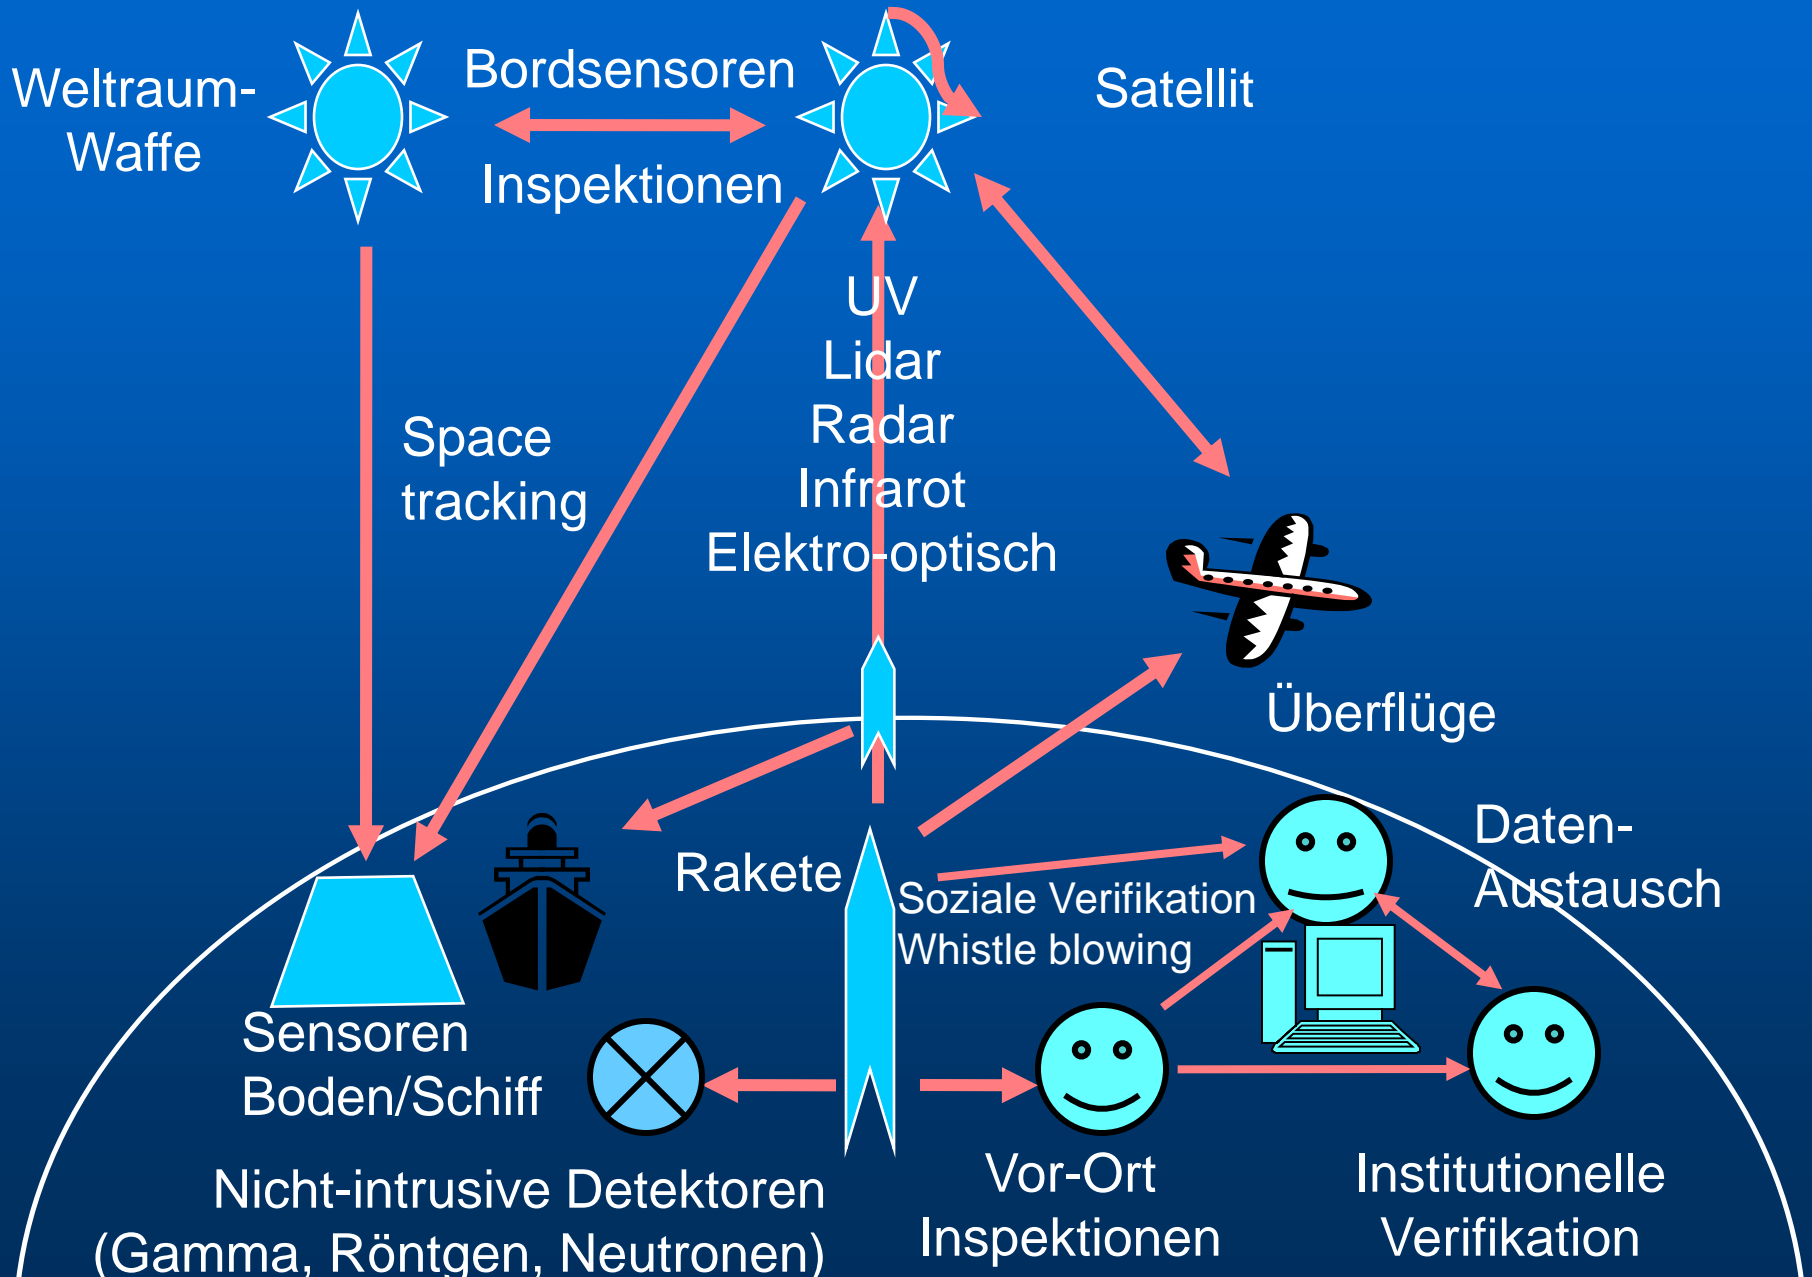 Weltraum-
Waffe
Bordsensoren
Inspektionen
Satellit
UV
Lidar
Radar
Infrarot
Elektro-optisch
Space
tracking
Überflüge
Rakete
Soziale Verifikation
Whistle blowing
Daten-
Austausch
Sensoren
Boden/Schiff
Nicht-intrusive Detektoren
(Gamma, Röntgen, Neutronen)
Vor-Ort
Inspektionen
Institutionelle
Verifikation